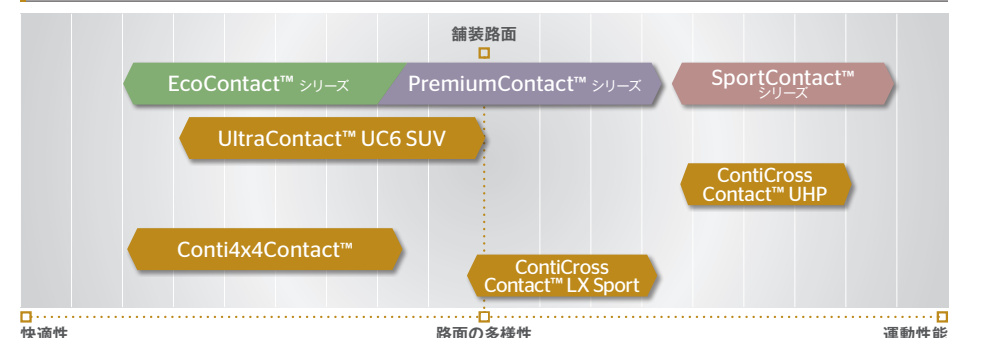 舗装路面
EcoContact™ シリーズ
PremiumContact™ シリーズ
SportContact™
シリーズ
UltraContact™ UC6 SUV
ContiCross
Contact™ UHP
Conti4x4Contact™
ContiCross
Contact™ LX Sport
快適性
路面の多様性
運動性能